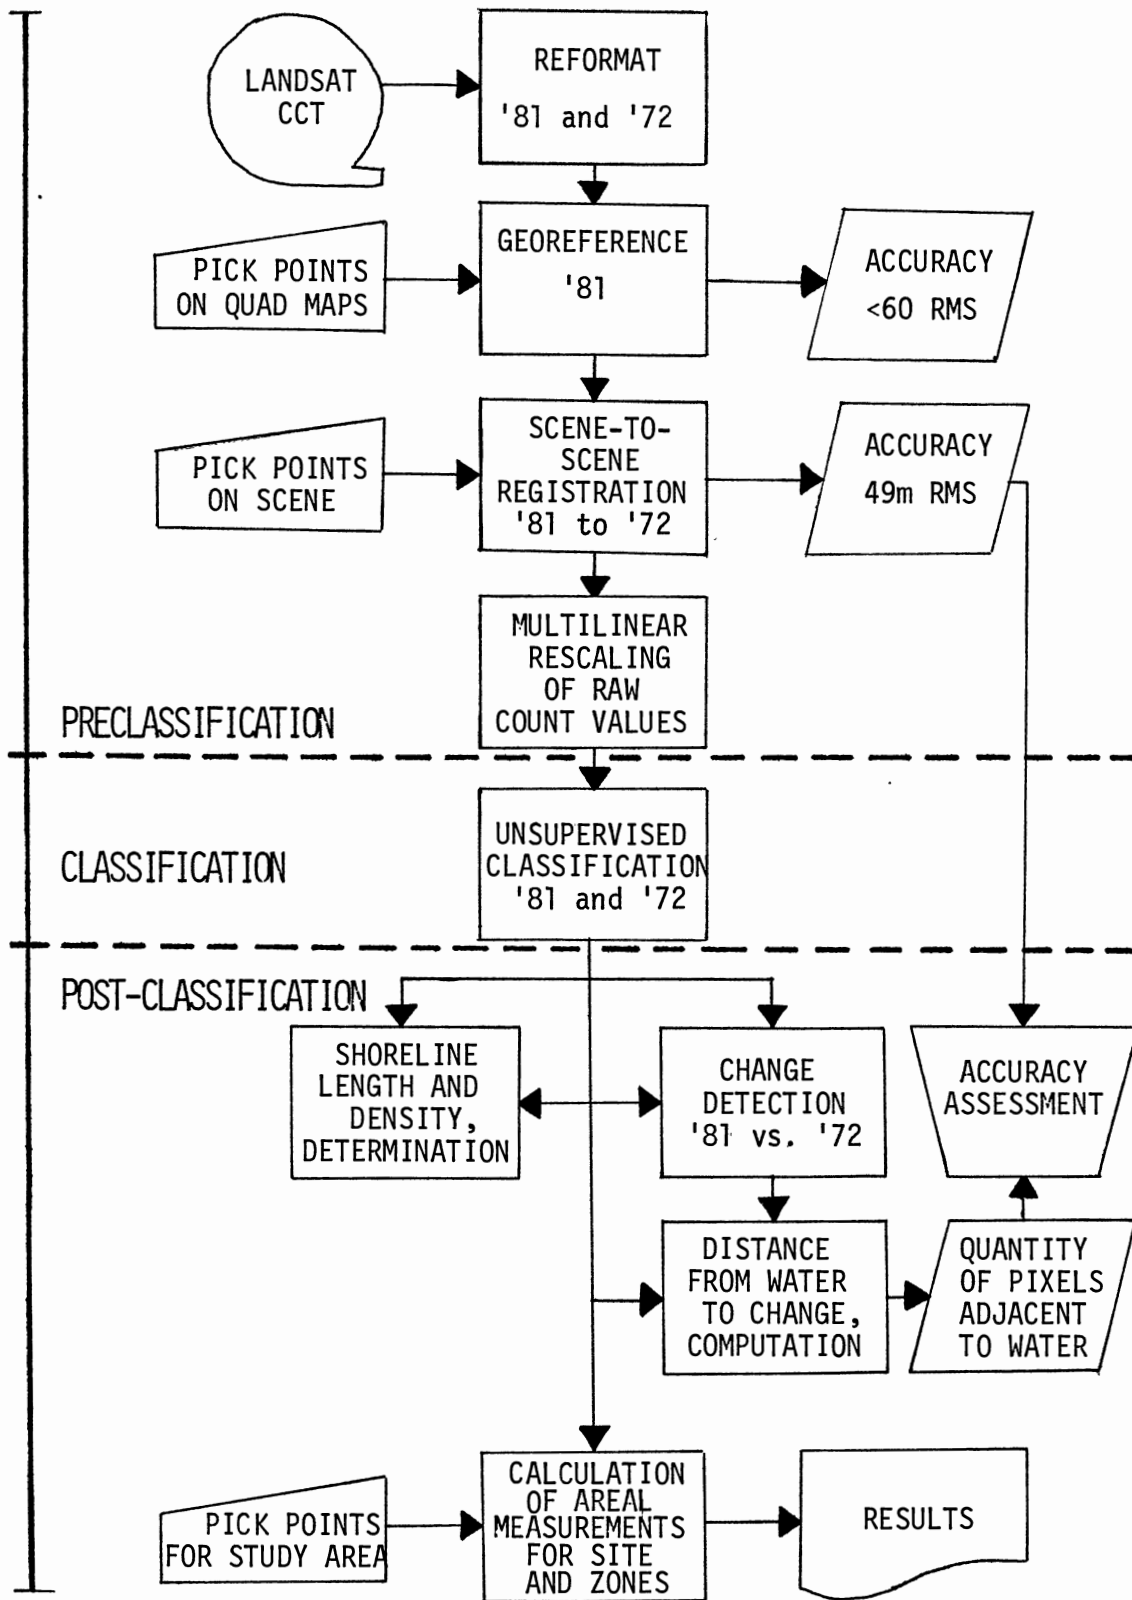 LANDSAT
CCT
REFORMAT
'81 and '72
PICK POINTS
ON QUAD MAPS
GEOREFERENCE
'81
ACCURACY
<60 RMS
PICK POINTS
ON SCENE
SCENE-TO-
SCENE
REGISTRATION
'81 to '72
ACCURACY
49m RMS
MULTILINEAR
RESCALING
OF RAW
COUNT VALUES
PRECLASSIFICATION
CLASSIFICATION
UNSUPERVISED
CLASSIFICATION
'81 and '72
POST-CLASSIFICATION
SHORELINE
LENGTH AND
DENSITY,
DETERMINATION
CHANGE
DETECTION
'81 vs. '72
ACCURACY
ASSESSMENT
DISTANCE
FROM WATER
TO CHANGE,
COMPUTATION
QUANTITY
OF PIXELS
ADJACENT
TO WATER
PICK POINTS
FOR STUDY AREA
CALCULATION
OF AREAL
MEASUREMENTS
FOR SITE
AND ZONES
RESULTS